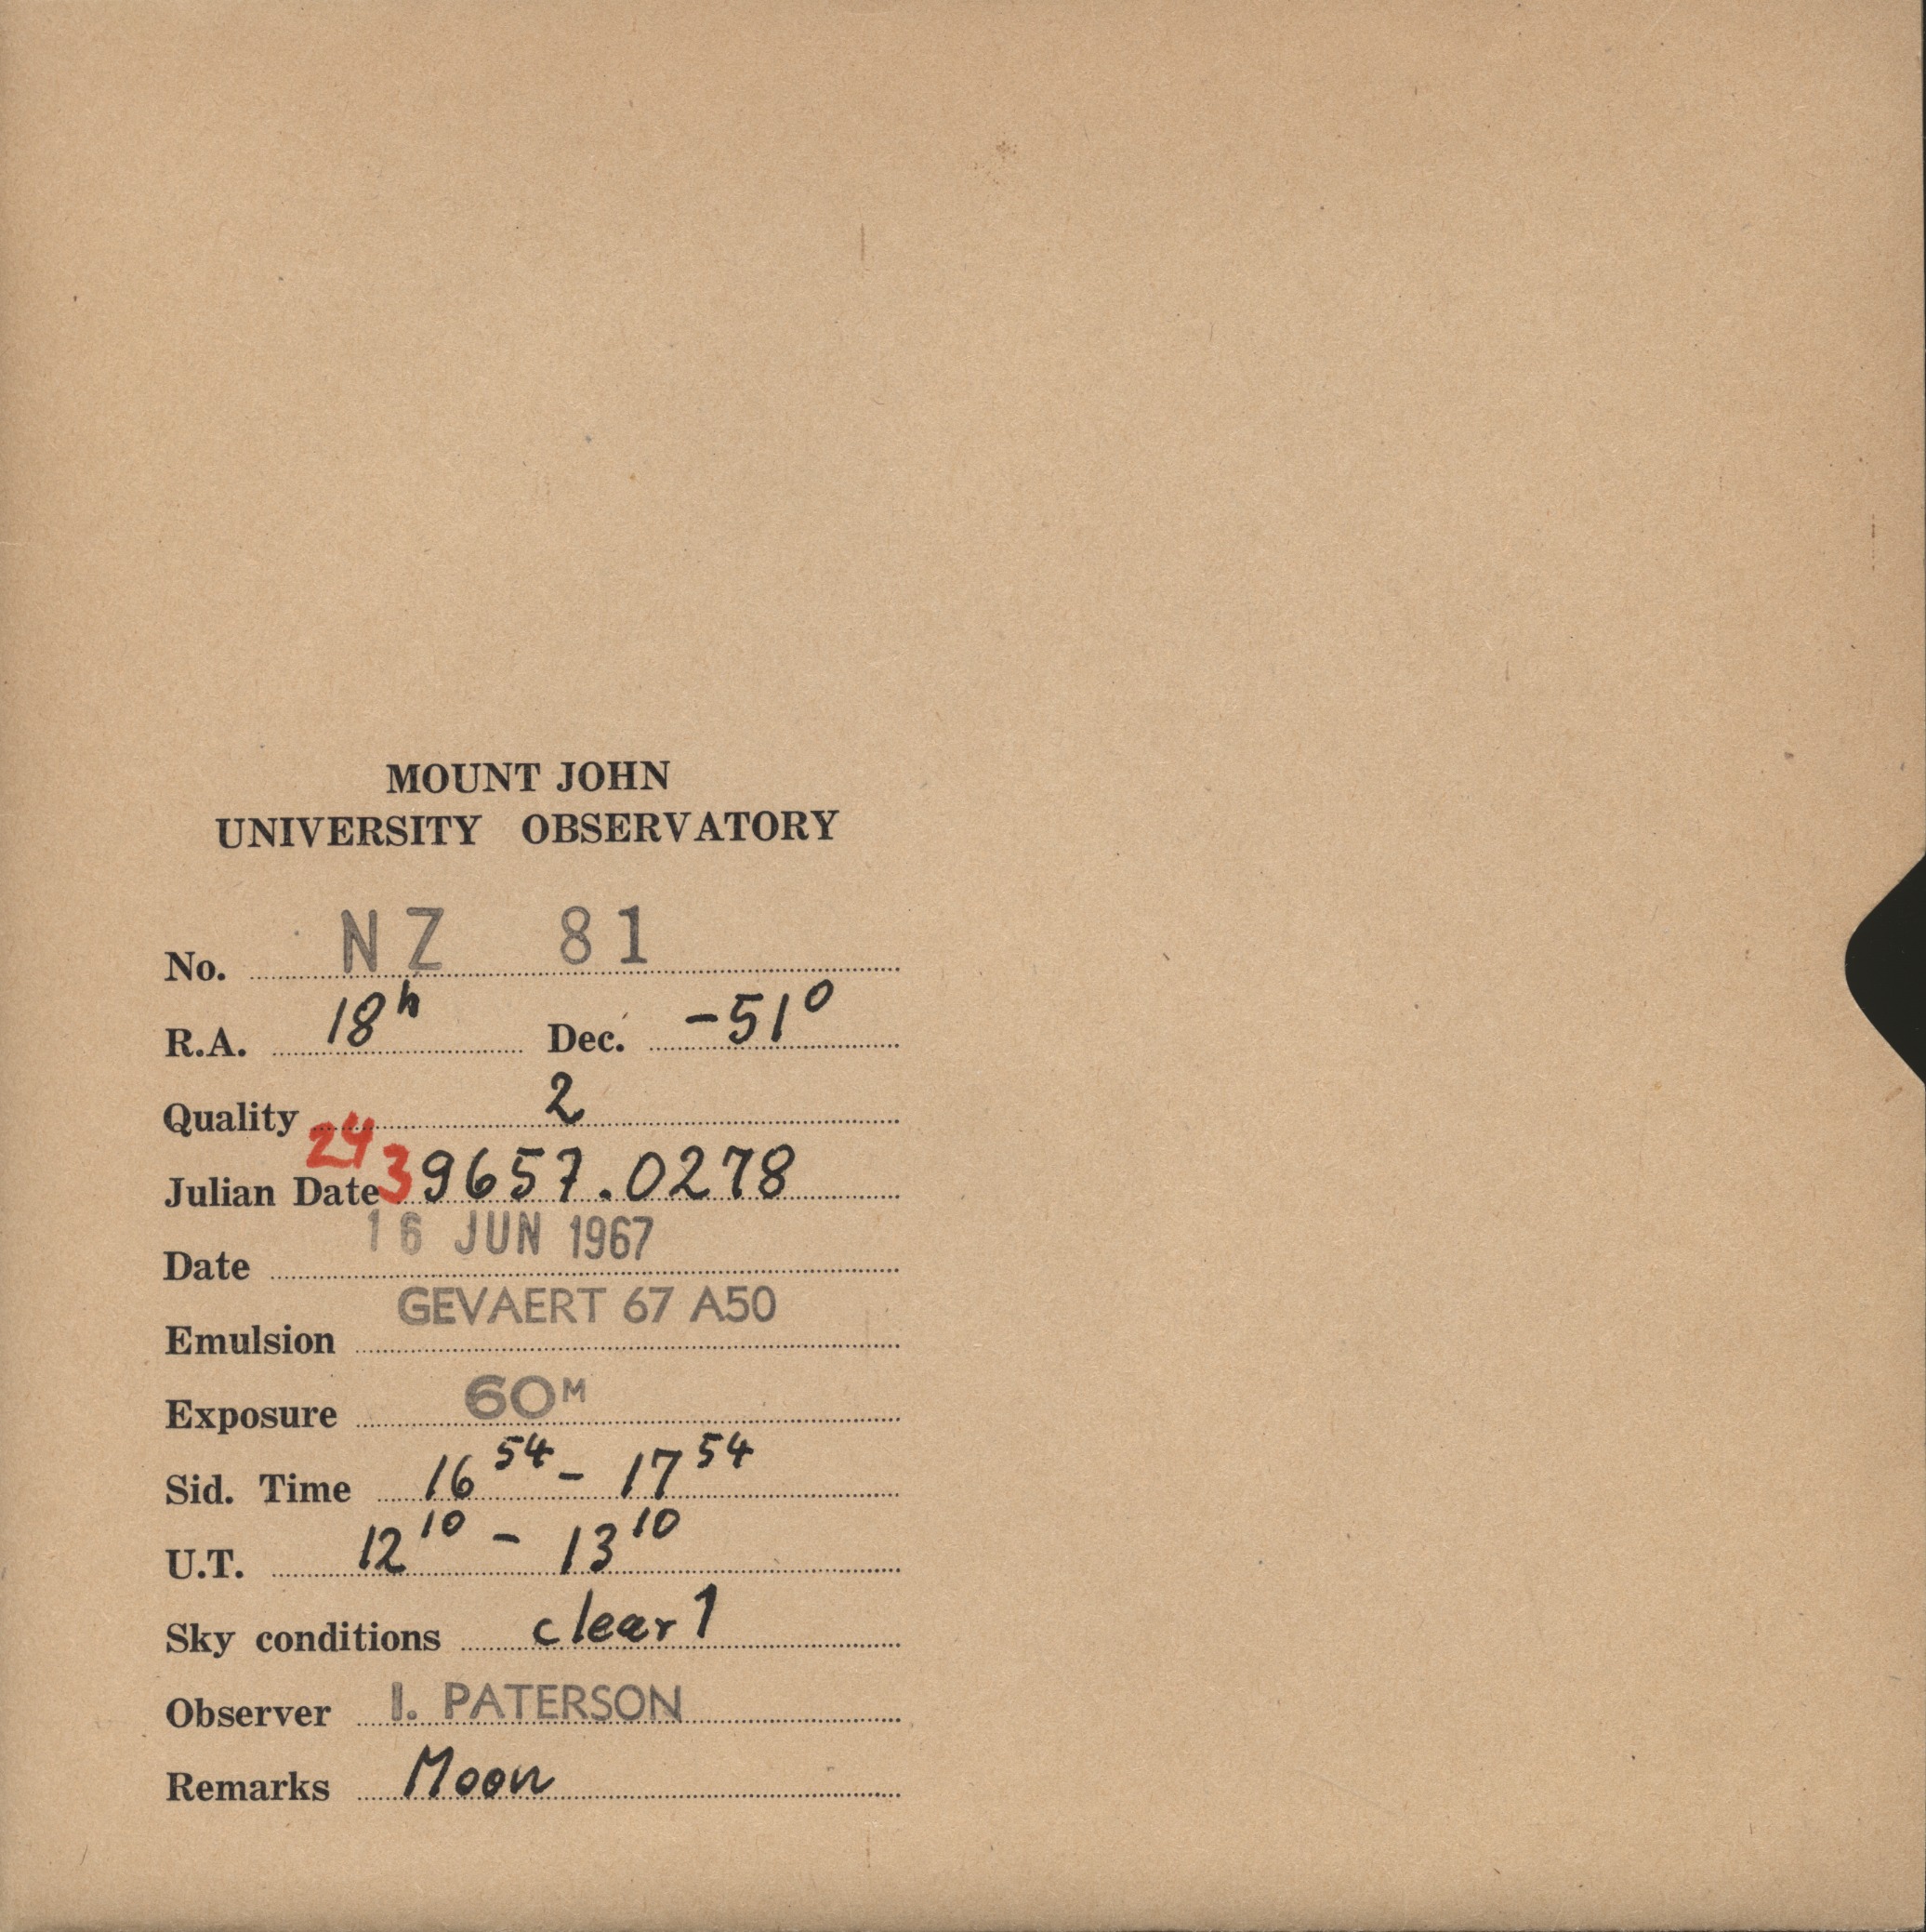 MOUNT JOHN
UNIVERSITY OBSERVATORY
No. NZ 81
R.A. 18h Dec. -51°
Quality 2
Julian Date 2439657.0278
Date 16 JUN 1967
Emulsion GEVAERT 67 A50
Exposure 60M
Sid. Time 16 54 - 17 54
U.T. 12 10 - 13 10
Sky conditions clear 1
Observer I. PATERSON
Remarks Moon